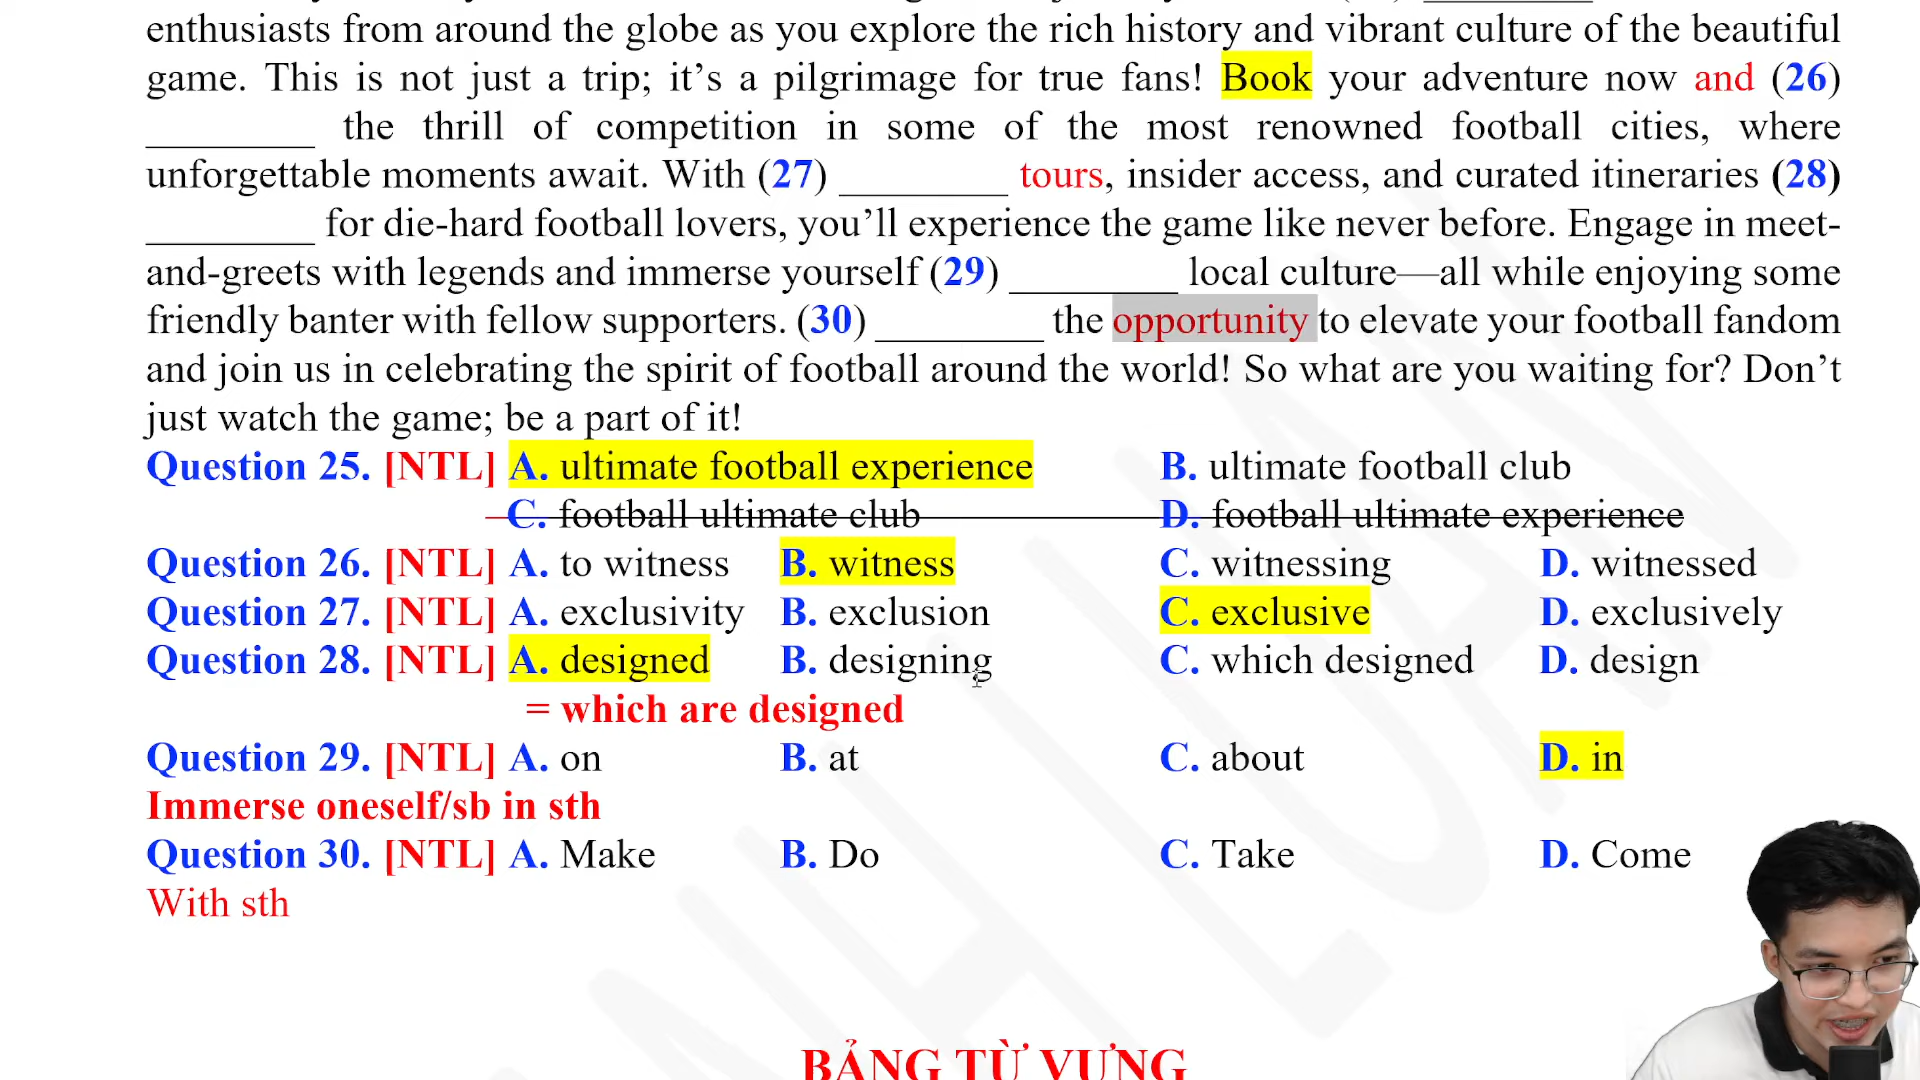 enthusiasts from around the globe as you explore the rich history and vibrant culture of the beautiful
game. This is not just a trip; it’s a pilgrimage for true fans! Book your adventure now and (26)
________ the thrill of competition in some of the most renowned football cities, where
unforgettable moments await. With (27) ________ tours, insider access, and curated itineraries (28)
________ for die-hard football lovers, you’ll experience the game like never before. Engage in meet-
and-greets with legends and immerse yourself (29) ________ local culture—all while enjoying some
friendly banter with fellow supporters. (30) ________ the opportunity to elevate your football fandom
and join us in celebrating the spirit of football around the world! So what are you waiting for? Don’t
just watch the game; be a part of it!
Question 25. [NTL] A. ultimate football experience B. ultimate football club
C. football ultimate club D. football ultimate experience
Question 26. [NTL] A. to witness B. witness C. witnessing D. witnessed
Question 27. [NTL] A. exclusivity B. exclusion C. exclusive D. exclusively
Question 28. [NTL] A. designed B. designing C. which designed D. design
= which are designed
Question 29. [NTL] A. on B. at C. about D. in
Immerse oneself/sb in sth
Question 30. [NTL] A. Make B. Do C. Take D. Come
With sth
BẢNG TỪ VỰNG